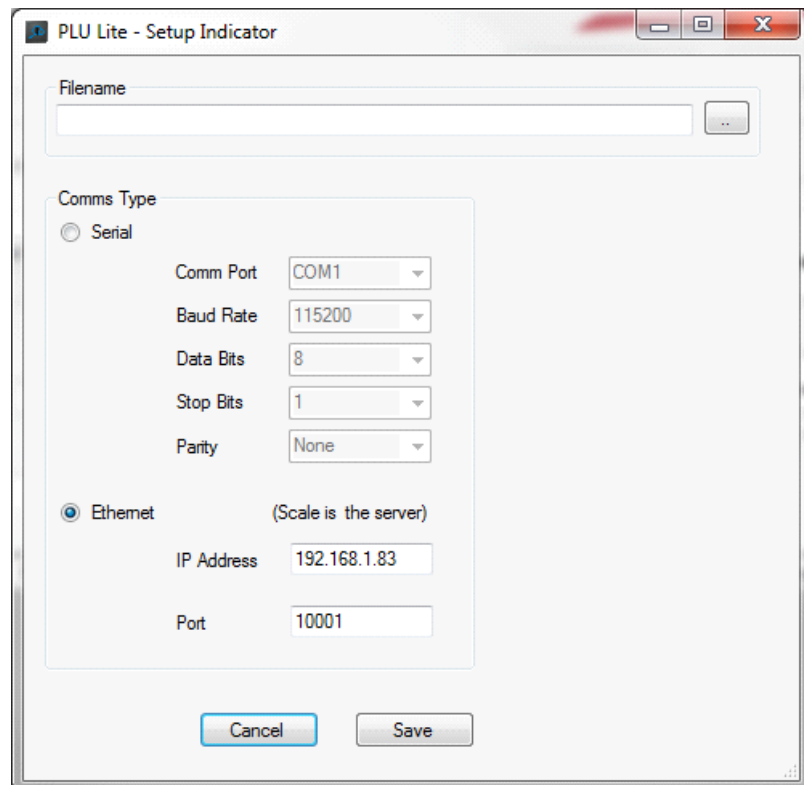 PLU Lite - Setup Indicator
Filename
..
Comms Type
Serial
Comm Port COM1
Baud Rate 115200
Data Bits 8
Stop Bits 1
Parity None
Ethernet (Scale is the server)
IP Address 192.168.1.83
Port 10001
Cancel Save